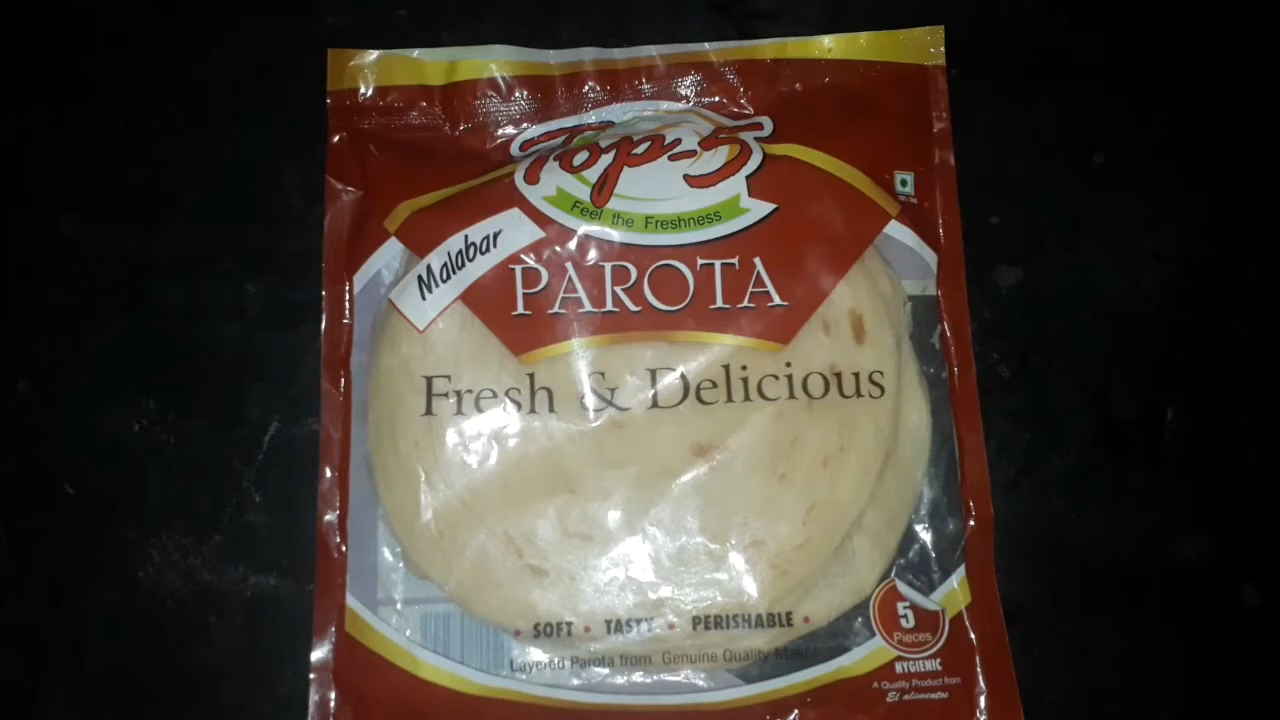 Top-5
Feel the Freshness
Malabar
PAROTA
Fresh & Delicious
• SOFT • TASTY • PERISHABLE •
Layered Parota from Genuine Quality Maker
5
Pieces
HYGIENIC
A Quality Product from
El alimentos